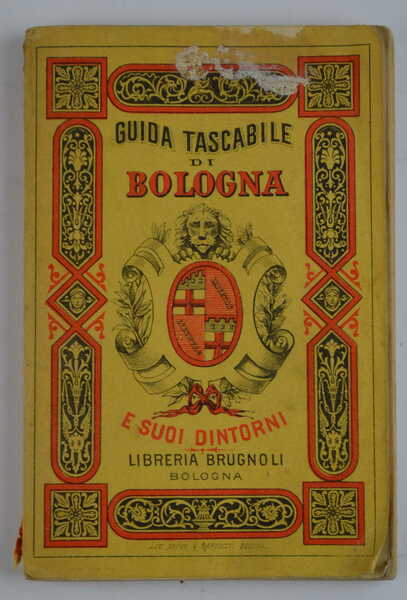 GUIDA TASCABILE
DI
BOLOGNA
E SUOI DINTORNI
LIBRERIA BRUGNOLI
BOLOGNA